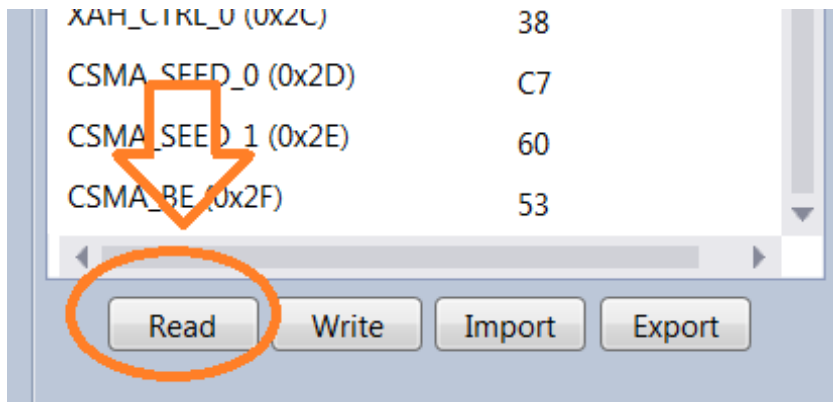 XAH_CTRL_0 (0x2C) 38
CSMA_SEED_0 (0x2D) C7
CSMA_SEED_1 (0x2E) 60
CSMA_BE (0x2F) 53
Read Write Import Export